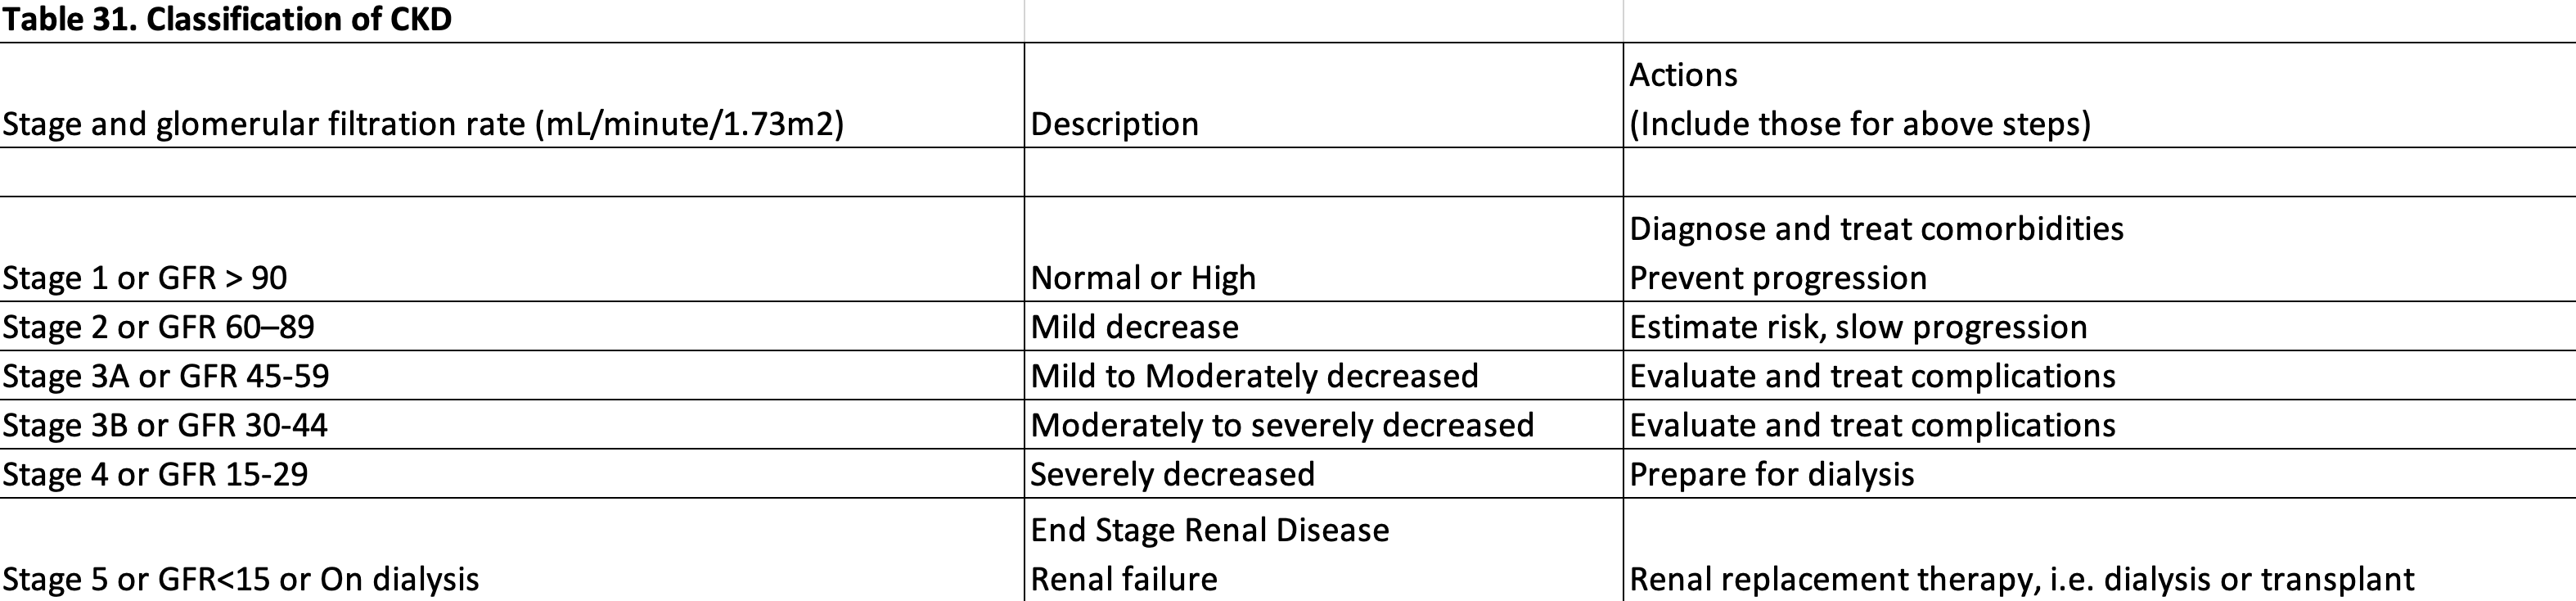 Table 31. Classification of CKD
Stage and glomerular filtration rate (mL/minute/1.73m2)
Description
Actions
(Include those for above steps)
Stage 1 or GFR > 90
Normal or High
Diagnose and treat comorbidities
Prevent progression
Stage 2 or GFR 60–89
Mild decrease
Estimate risk, slow progression
Stage 3A or GFR 45-59
Mild to Moderately decreased
Evaluate and treat complications
Stage 3B or GFR 30-44
Moderately to severely decreased
Evaluate and treat complications
Stage 4 or GFR 15-29
Severely decreased
Prepare for dialysis
Stage 5 or GFR<15 or On dialysis
End Stage Renal Disease
Renal failure
Renal replacement therapy, i.e. dialysis or transplant